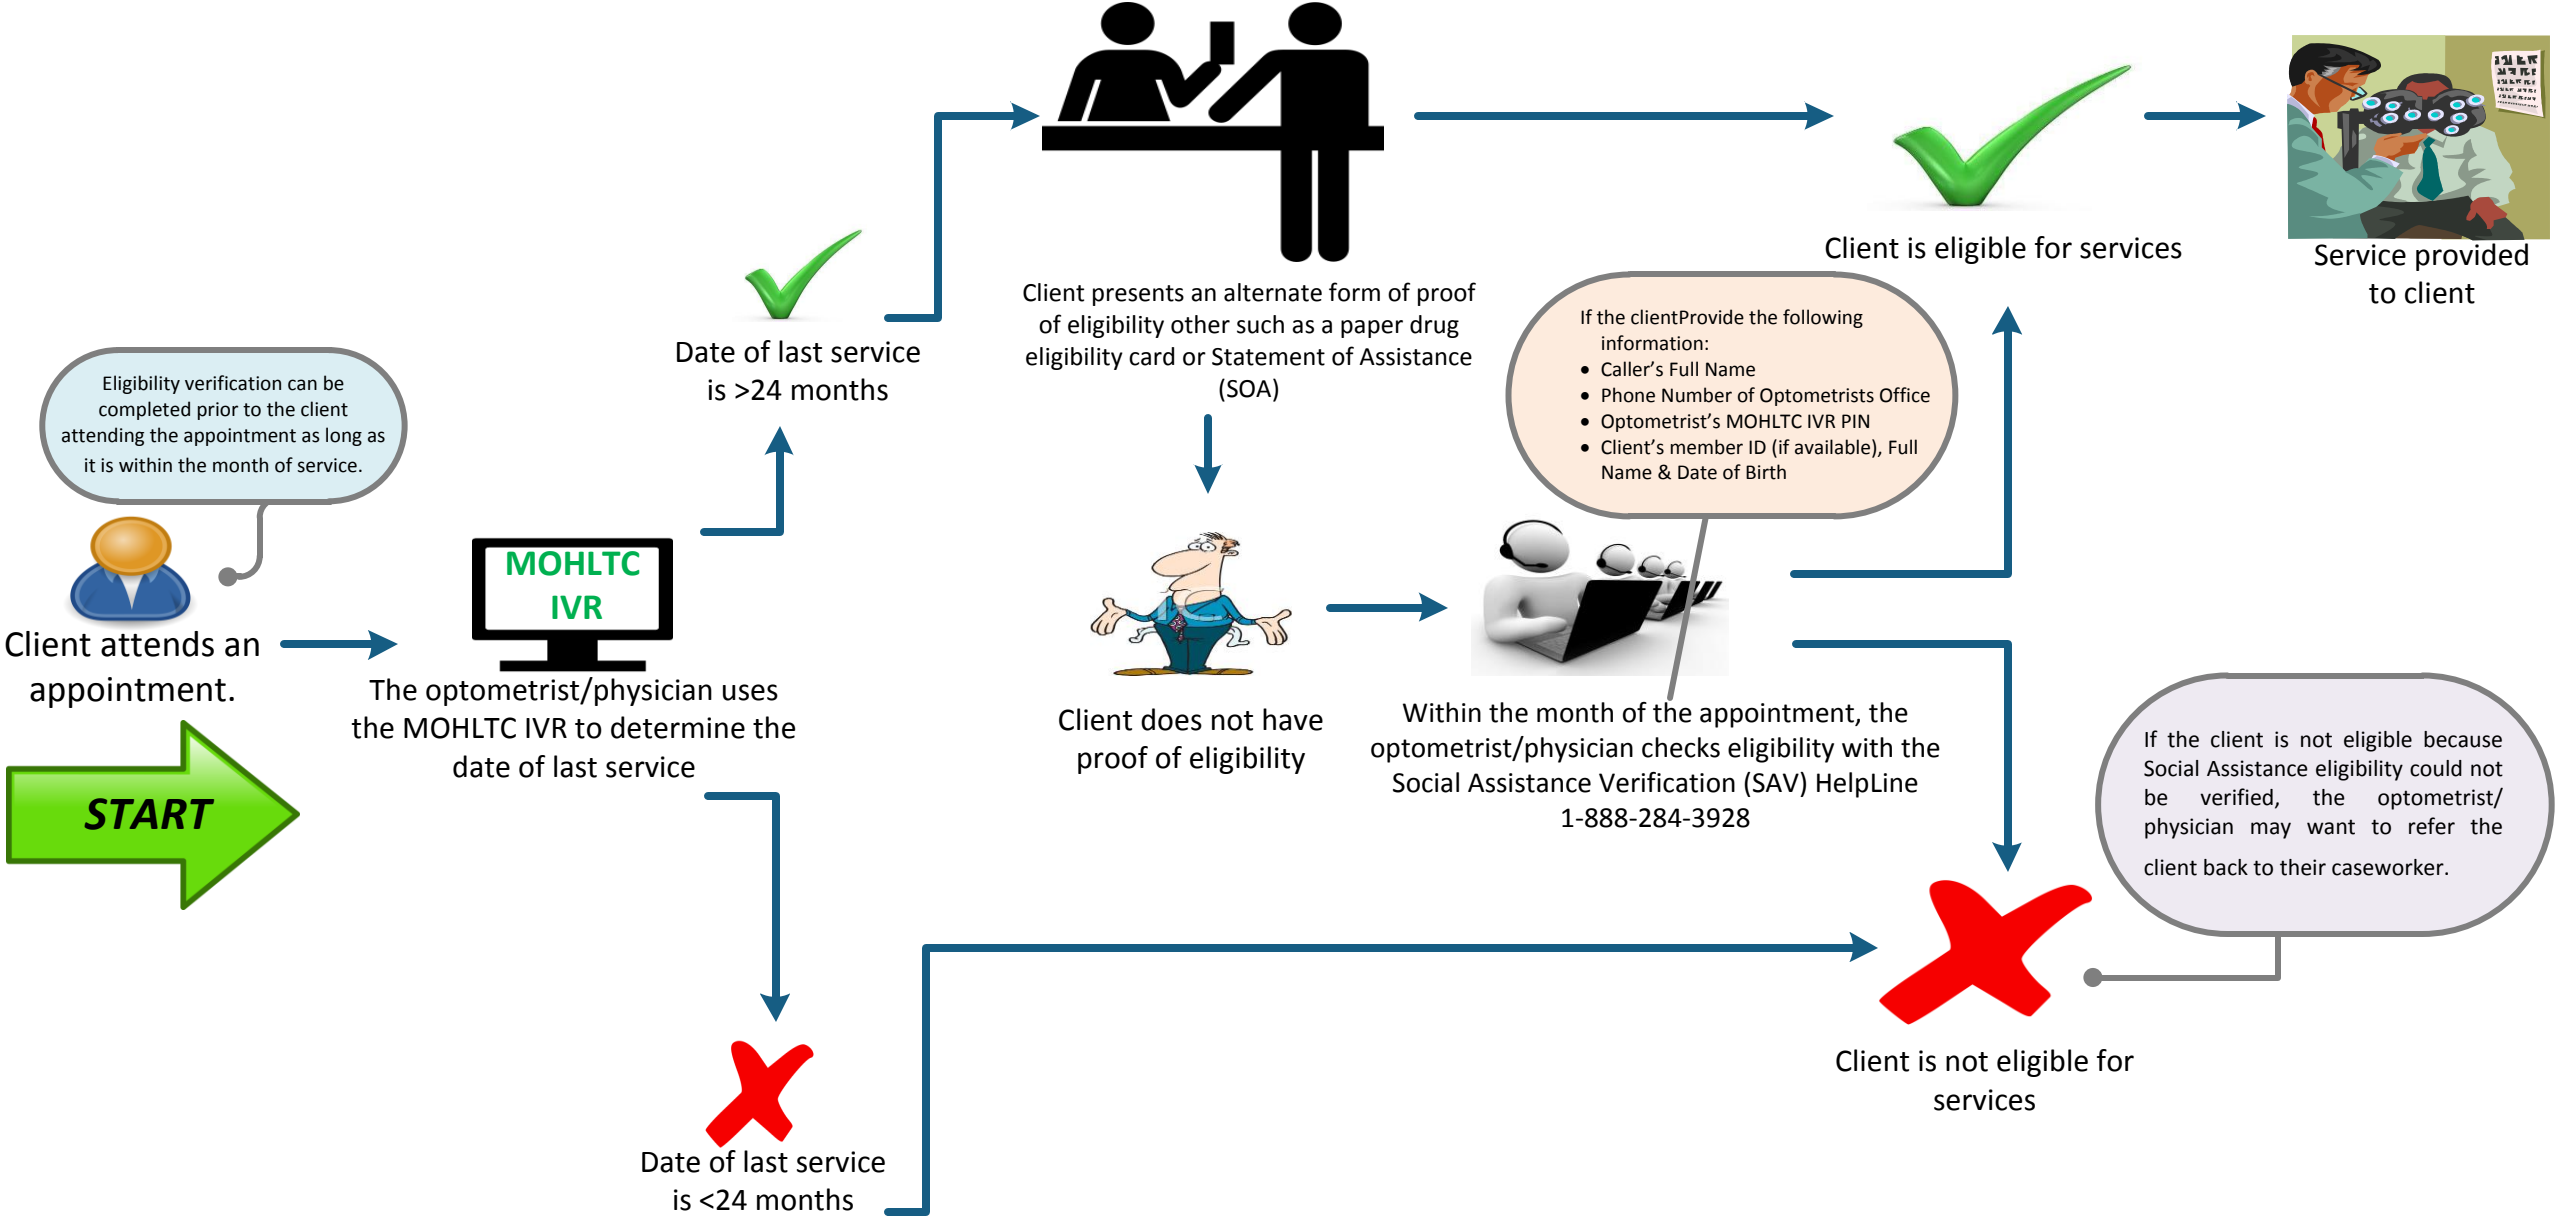 Eligibility verification can be
completed prior to the client
attending the appointment as long as
it is within the month of service.
Client attends an
appointment.
START
MOHLTC
IVR
The optometrist/physician uses
the MOHLTC IVR to determine the
date of last service
Date of last service
is >24 months
Date of last service
is <24 months
Client presents an alternate form of proof
of eligibility other such as a paper drug
eligibility card or Statement of Assistance
(SOA)
Client does not have
proof of eligibility
If the clientProvide the following
information:
• Caller's Full Name
• Phone Number of Optometrists Office
• Optometrist's MOHLTC IVR PIN
• Client's member ID (if available), Full
Name & Date of Birth
Within the month of the appointment, the
optometrist/physician checks eligibility with the
Social Assistance Verification (SAV) HelpLine
1-888-284-3928
Client is eligible for services
Service provided
to client
If the client is not eligible because
Social Assistance eligibility could not
be verified, the optometrist/
physician may want to refer the
client back to their caseworker.
Client is not eligible for
services